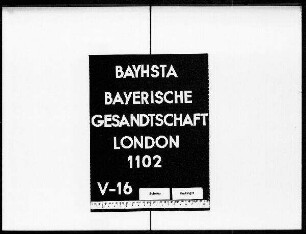 BAYHSTA
BAYERISCHE
GESANDTSCHAFT
LONDON
1102
V-16